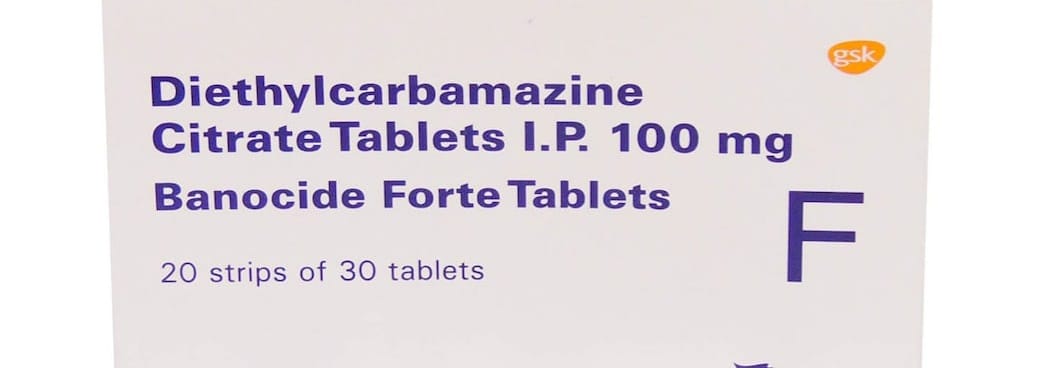 gsk
Diethylcarbamazine
Citrate Tablets I.P. 100 mg
Banocide Forte Tablets
F
20 strips of 30 tablets